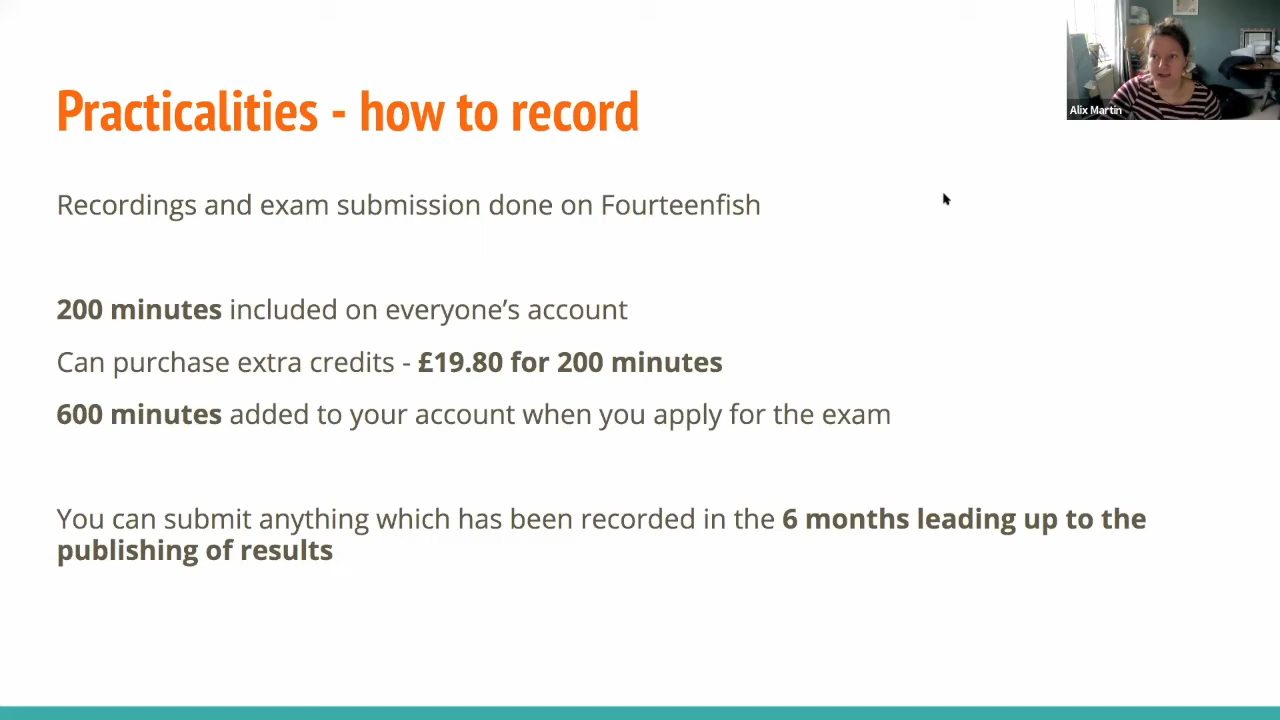 Alix Martin
Practicalities - how to record
Recordings and exam submission done on Fourteenfish
200 minutes included on everyone’s account
Can purchase extra credits - £19.80 for 200 minutes
600 minutes added to your account when you apply for the exam
You can submit anything which has been recorded in the 6 months leading up to the
publishing of results